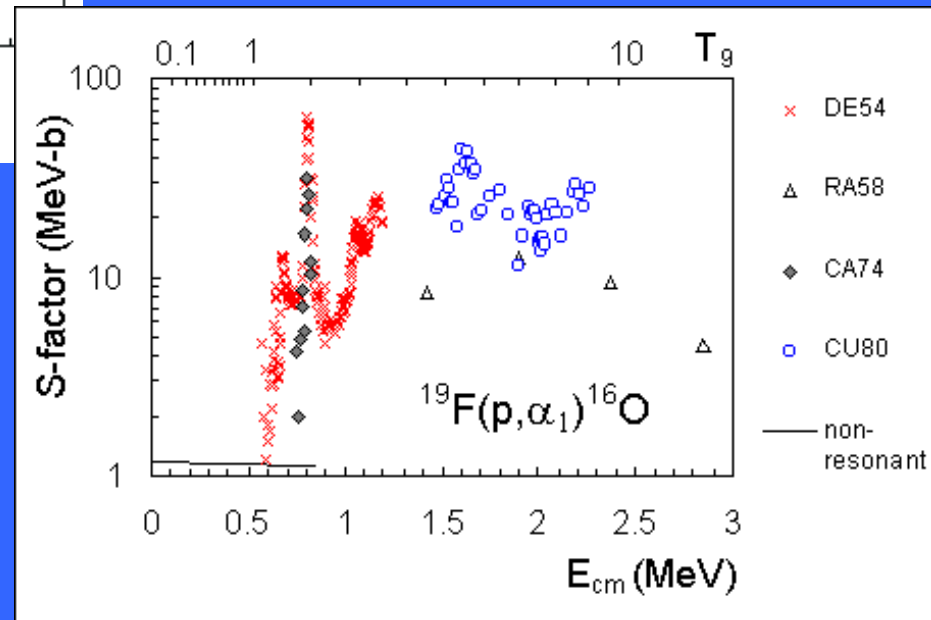 0.1 1 10 T9
100
10
1
S-factor (MeV-b)
0 0.5 1 1.5 2 2.5 3
Ecm (MeV)
19F(p,α1)16O
DE54
RA58
CA74
CU80
non-
resonant